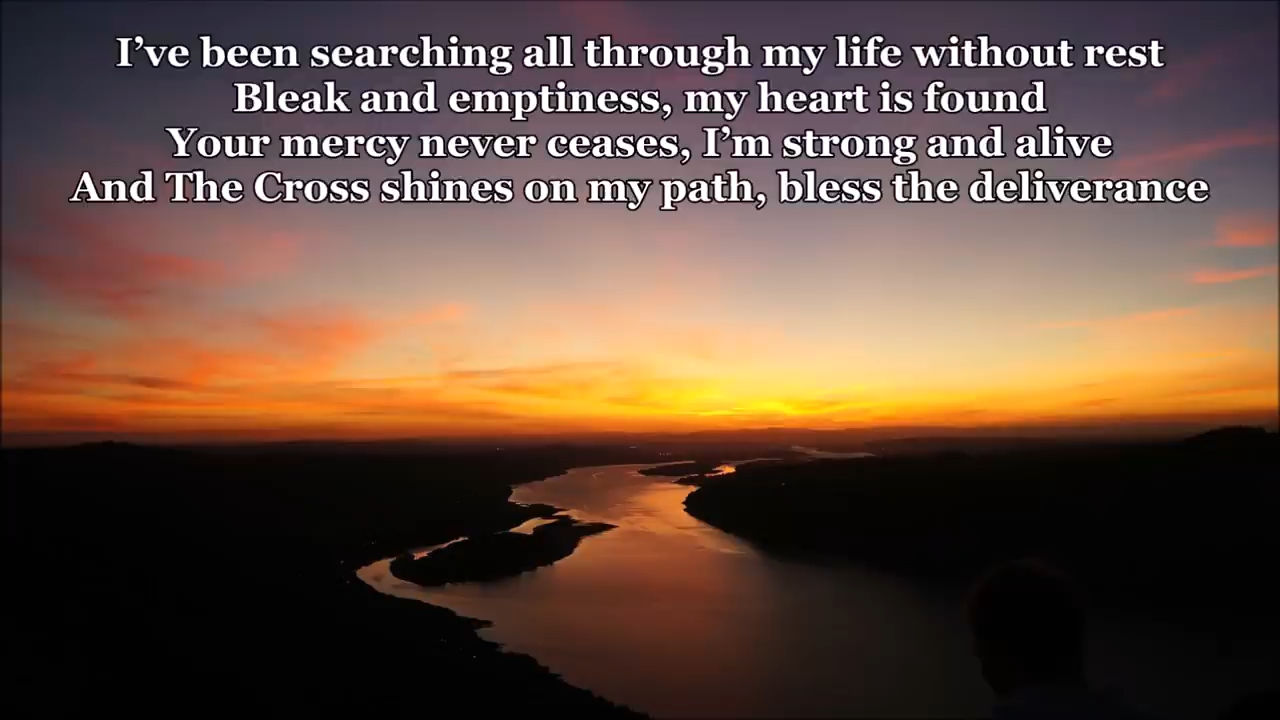 I’ve been searching all through my life without rest
Bleak and emptiness, my heart is found
Your mercy never ceases, I’m strong and alive
And The Cross shines on my path, bless the deliverance